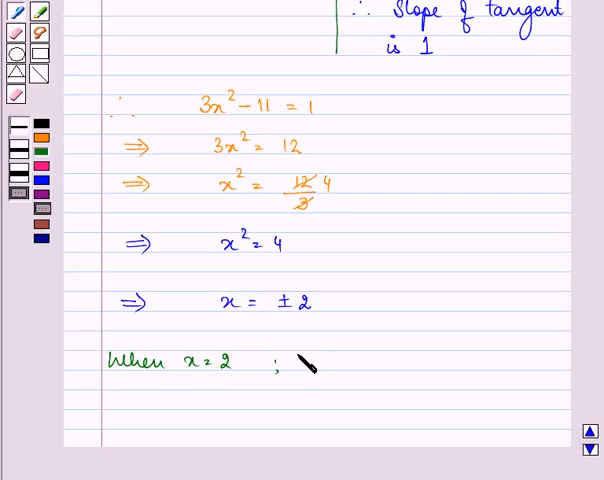 ∴ Slope of tangent
is 1
∴ 3x² - 11 = 1
⇒ 3x² = 12
⇒ x² = 12/3 4
⇒ x² = 4
⇒ x = ± 2
When x = 2 ;